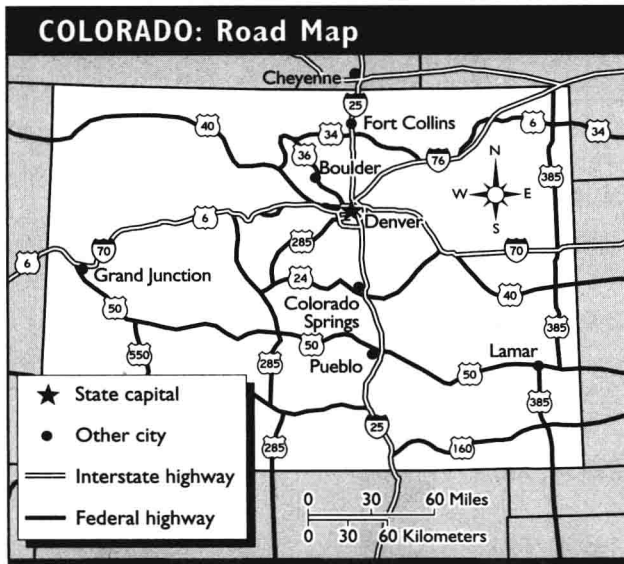 COLORADO: Road Map
Cheyenne
25
Fort Collins
40
34
6
34
36
Boulder
76
N
W E
S
385
6
Denver
285
70
6
70
Grand Junction
24
40
Colorado
Springs
50
50
550
285
Pueblo
385
Lamar
50
385
25
285
160
State capital
Other city
Interstate highway
Federal highway
0 30 60 Miles
0 30 60 Kilometers